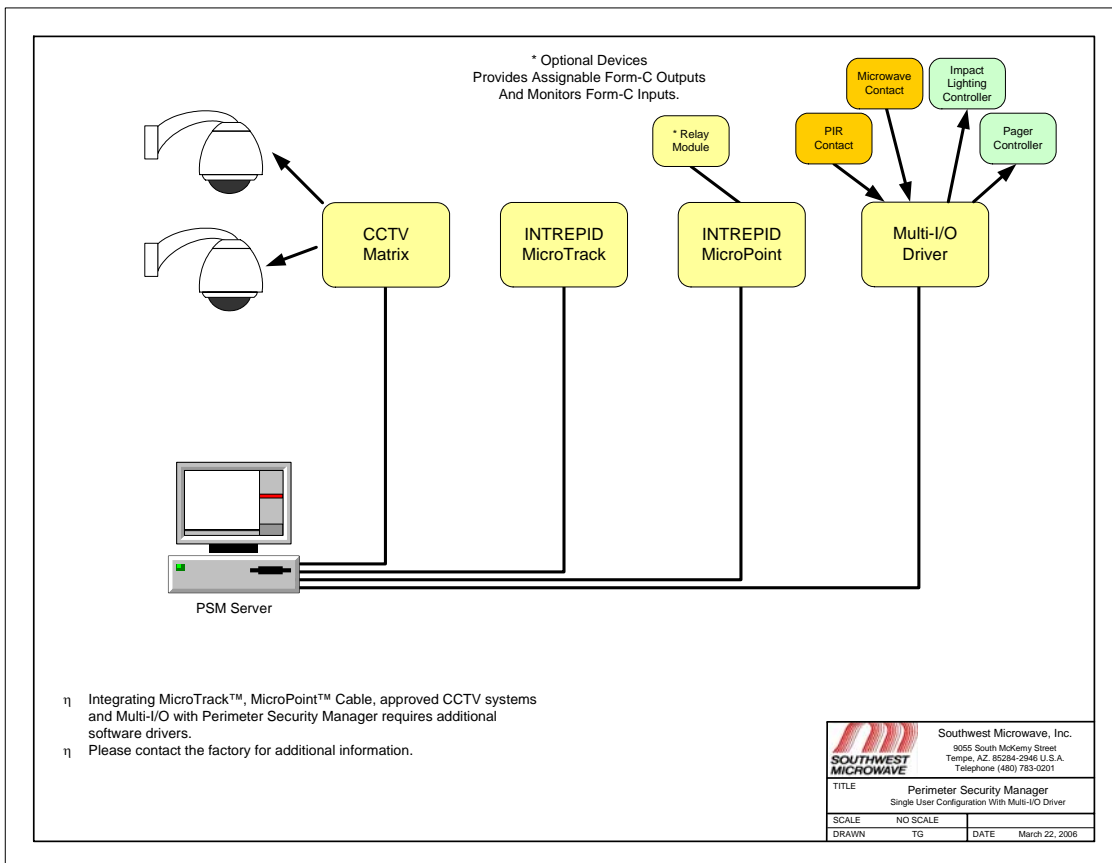 * Optional Devices
Provides Assignable Form-C Outputs
And Monitors Form-C Inputs.
Microwave
Contact
Impact
Lighting
Controller
* Relay
Module
PIR
Contact
Pager
Controller
CCTV
Matrix
INTREPID
MicroTrack
INTREPID
MicroPoint
Multi-I/O
Driver
PSM Server
η Integrating MicroTrack™, MicroPoint™ Cable, approved CCTV systems
and Multi-I/O with Perimeter Security Manager requires additional
software drivers.
η Please contact the factory for additional information.
SOUTHWEST
MICROWAVE
Southwest Microwave, Inc.
9055 South McKemy Street
Tempe, AZ. 85284-2946 U.S.A.
Telephone (480) 783-0201
TITLE
Perimeter Security Manager
Single User Configuration With Multi-I/O Driver
SCALE NO SCALE
DRAWN TG DATE March 22, 2006